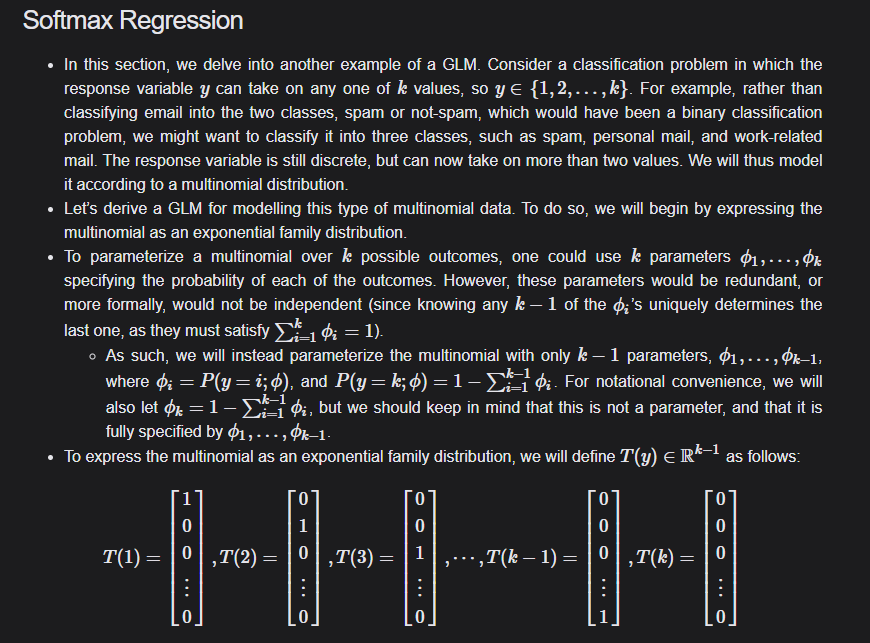 Softmax Regression
• In this section, we delve into another example of a GLM. Consider a classification problem in which the
response variable y can take on any one of k values, so y ∈ {1, 2, . . . , k}. For example, rather than
classifying email into the two classes, spam or not-spam, which would have been a binary classification
problem, we might want to classify it into three classes, such as spam, personal mail, and work-related
mail. The response variable is still discrete, but can now take on more than two values. We will thus model
it according to a multinomial distribution.
• Let's derive a GLM for modelling this type of multinomial data. To do so, we will begin by expressing the
multinomial as an exponential family distribution.
• To parameterize a multinomial over k possible outcomes, one could use k parameters ϕ₁, . . . , ϕₖ
specifying the probability of each of the outcomes. However, these parameters would be redundant, or
more formally, would not be independent (since knowing any k − 1 of the ϕᵢ's uniquely determines the
last one, as they must satisfy ∑ᵢ₌₁ᵏ ϕᵢ = 1).
◦ As such, we will instead parameterize the multinomial with only k − 1 parameters, ϕ₁, . . . , ϕₖ₋₁,
where ϕᵢ = P(y = i; ϕ), and P(y = k; ϕ) = 1 − ∑ᵢ₌₁ᵏ⁻¹ ϕᵢ. For notational convenience, we will
also let ϕₖ = 1 − ∑ᵢ₌₁ᵏ⁻¹ ϕᵢ, but we should keep in mind that this is not a parameter, and that it is
fully specified by ϕ₁, . . . , ϕₖ₋₁.
• To express the multinomial as an exponential family distribution, we will define T(y) ∈ ℝᵏ⁻¹ as follows:
T(1) = [1 0 0 ⋮ 0], T(2) = [0 1 0 ⋮ 0], T(3) = [0 0 1 ⋮ 0], ⋯, T(k − 1) = [0 0 0 ⋮ 1], T(k) = [0 0 0 ⋮ 0]